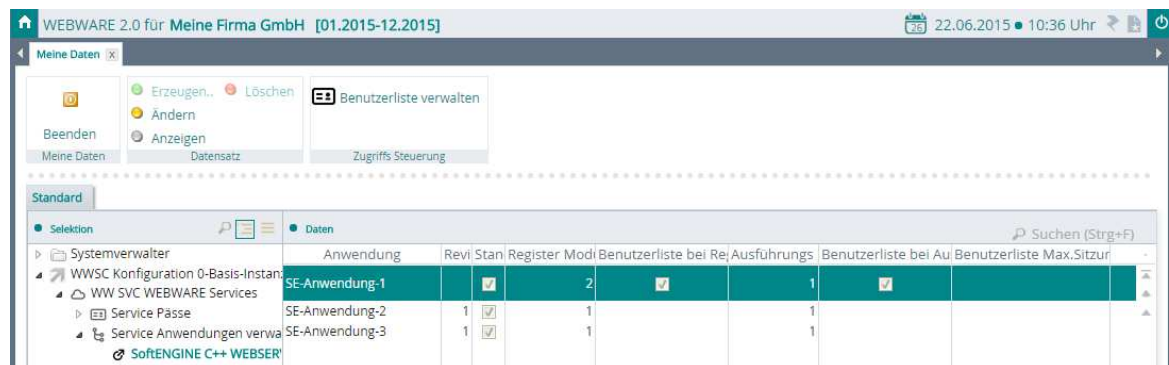 WEBWARE 2.0 für Meine Firma GmbH [01.2015-12.2015] 26 22.06.2015 ● 10:36 Uhr
Meine Daten x
Erzeugen.. Löschen Benutzerliste verwalten
Ändern
Beenden Anzeigen
Meine Daten Datensatz Zugriffs Steuerung
Standard
Selektion Daten Suchen (Strg+F)
Systemverwalter Anwendung Revi Stan Register Modu Benutzerliste bei Re Ausführungs Benutzerliste bei Au Benutzerliste Max.Sitzun
WWSC Konfiguration 0-Basis-Instan SE-Anwendung-1 2 1
WW SVC WEBWARE Services
Service Pässe SE-Anwendung-2 1 1 1
Service Anwendungen verwa SE-Anwendung-3 1 1 1
SoftENGINE C++ WEBSER